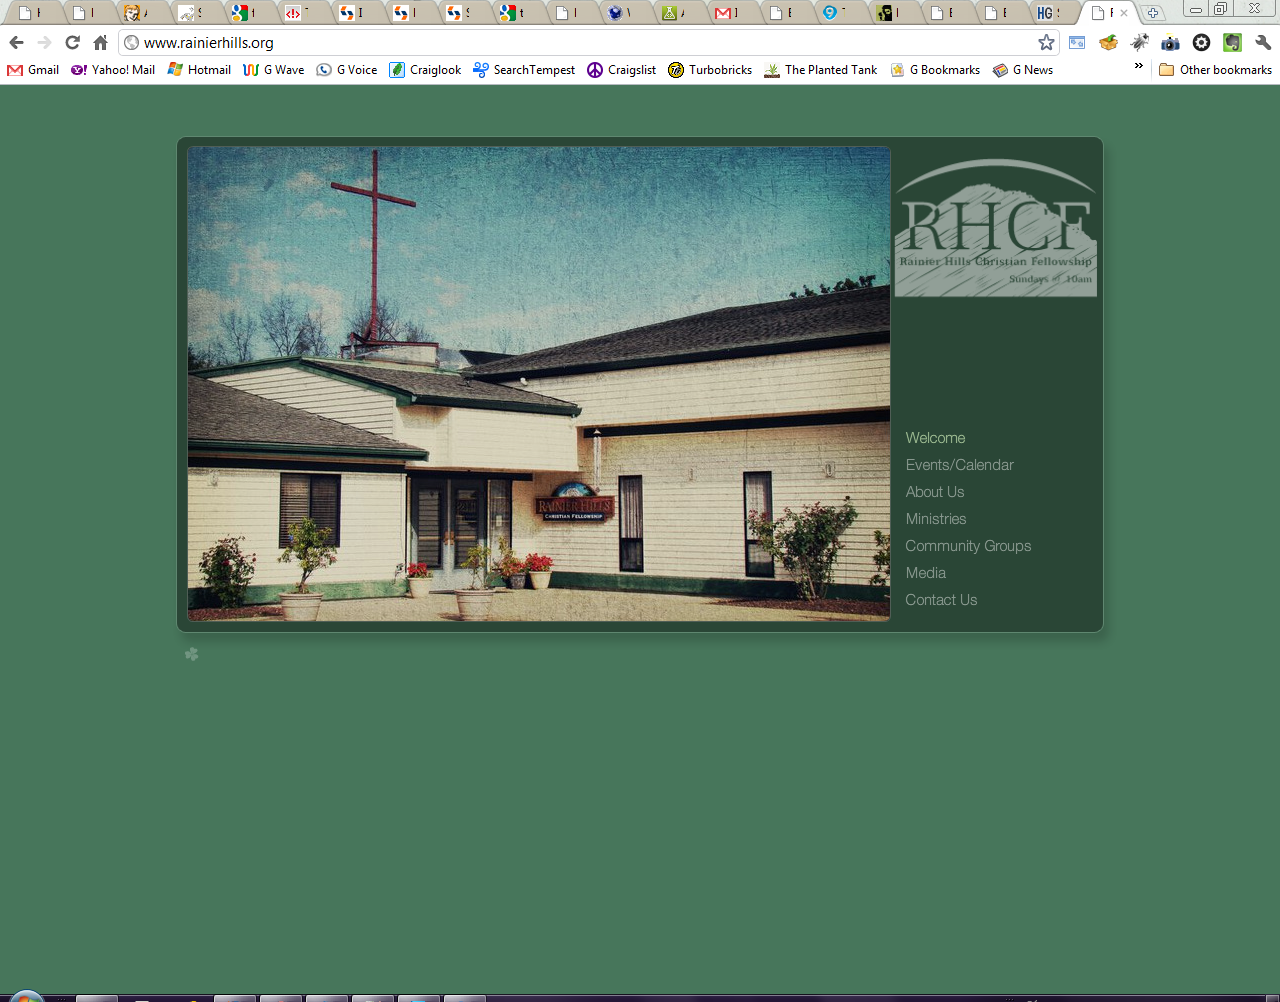 www.rainierhills.org
Gmail
Yahoo! Mail
Hotmail
G Wave
G Voice
Craiglook
SearchTempest
Craigslist
Turbobricks
The Planted Tank
G Bookmarks
G News
»
Other bookmarks
RHCF
Rainier Hills Christian Fellowship
Sundays @ 10am
RAINIER HILLS
CHRISTIAN FELLOWSHIP
Welcome
Events/Calendar
About Us
Ministries
Community Groups
Media
Contact Us